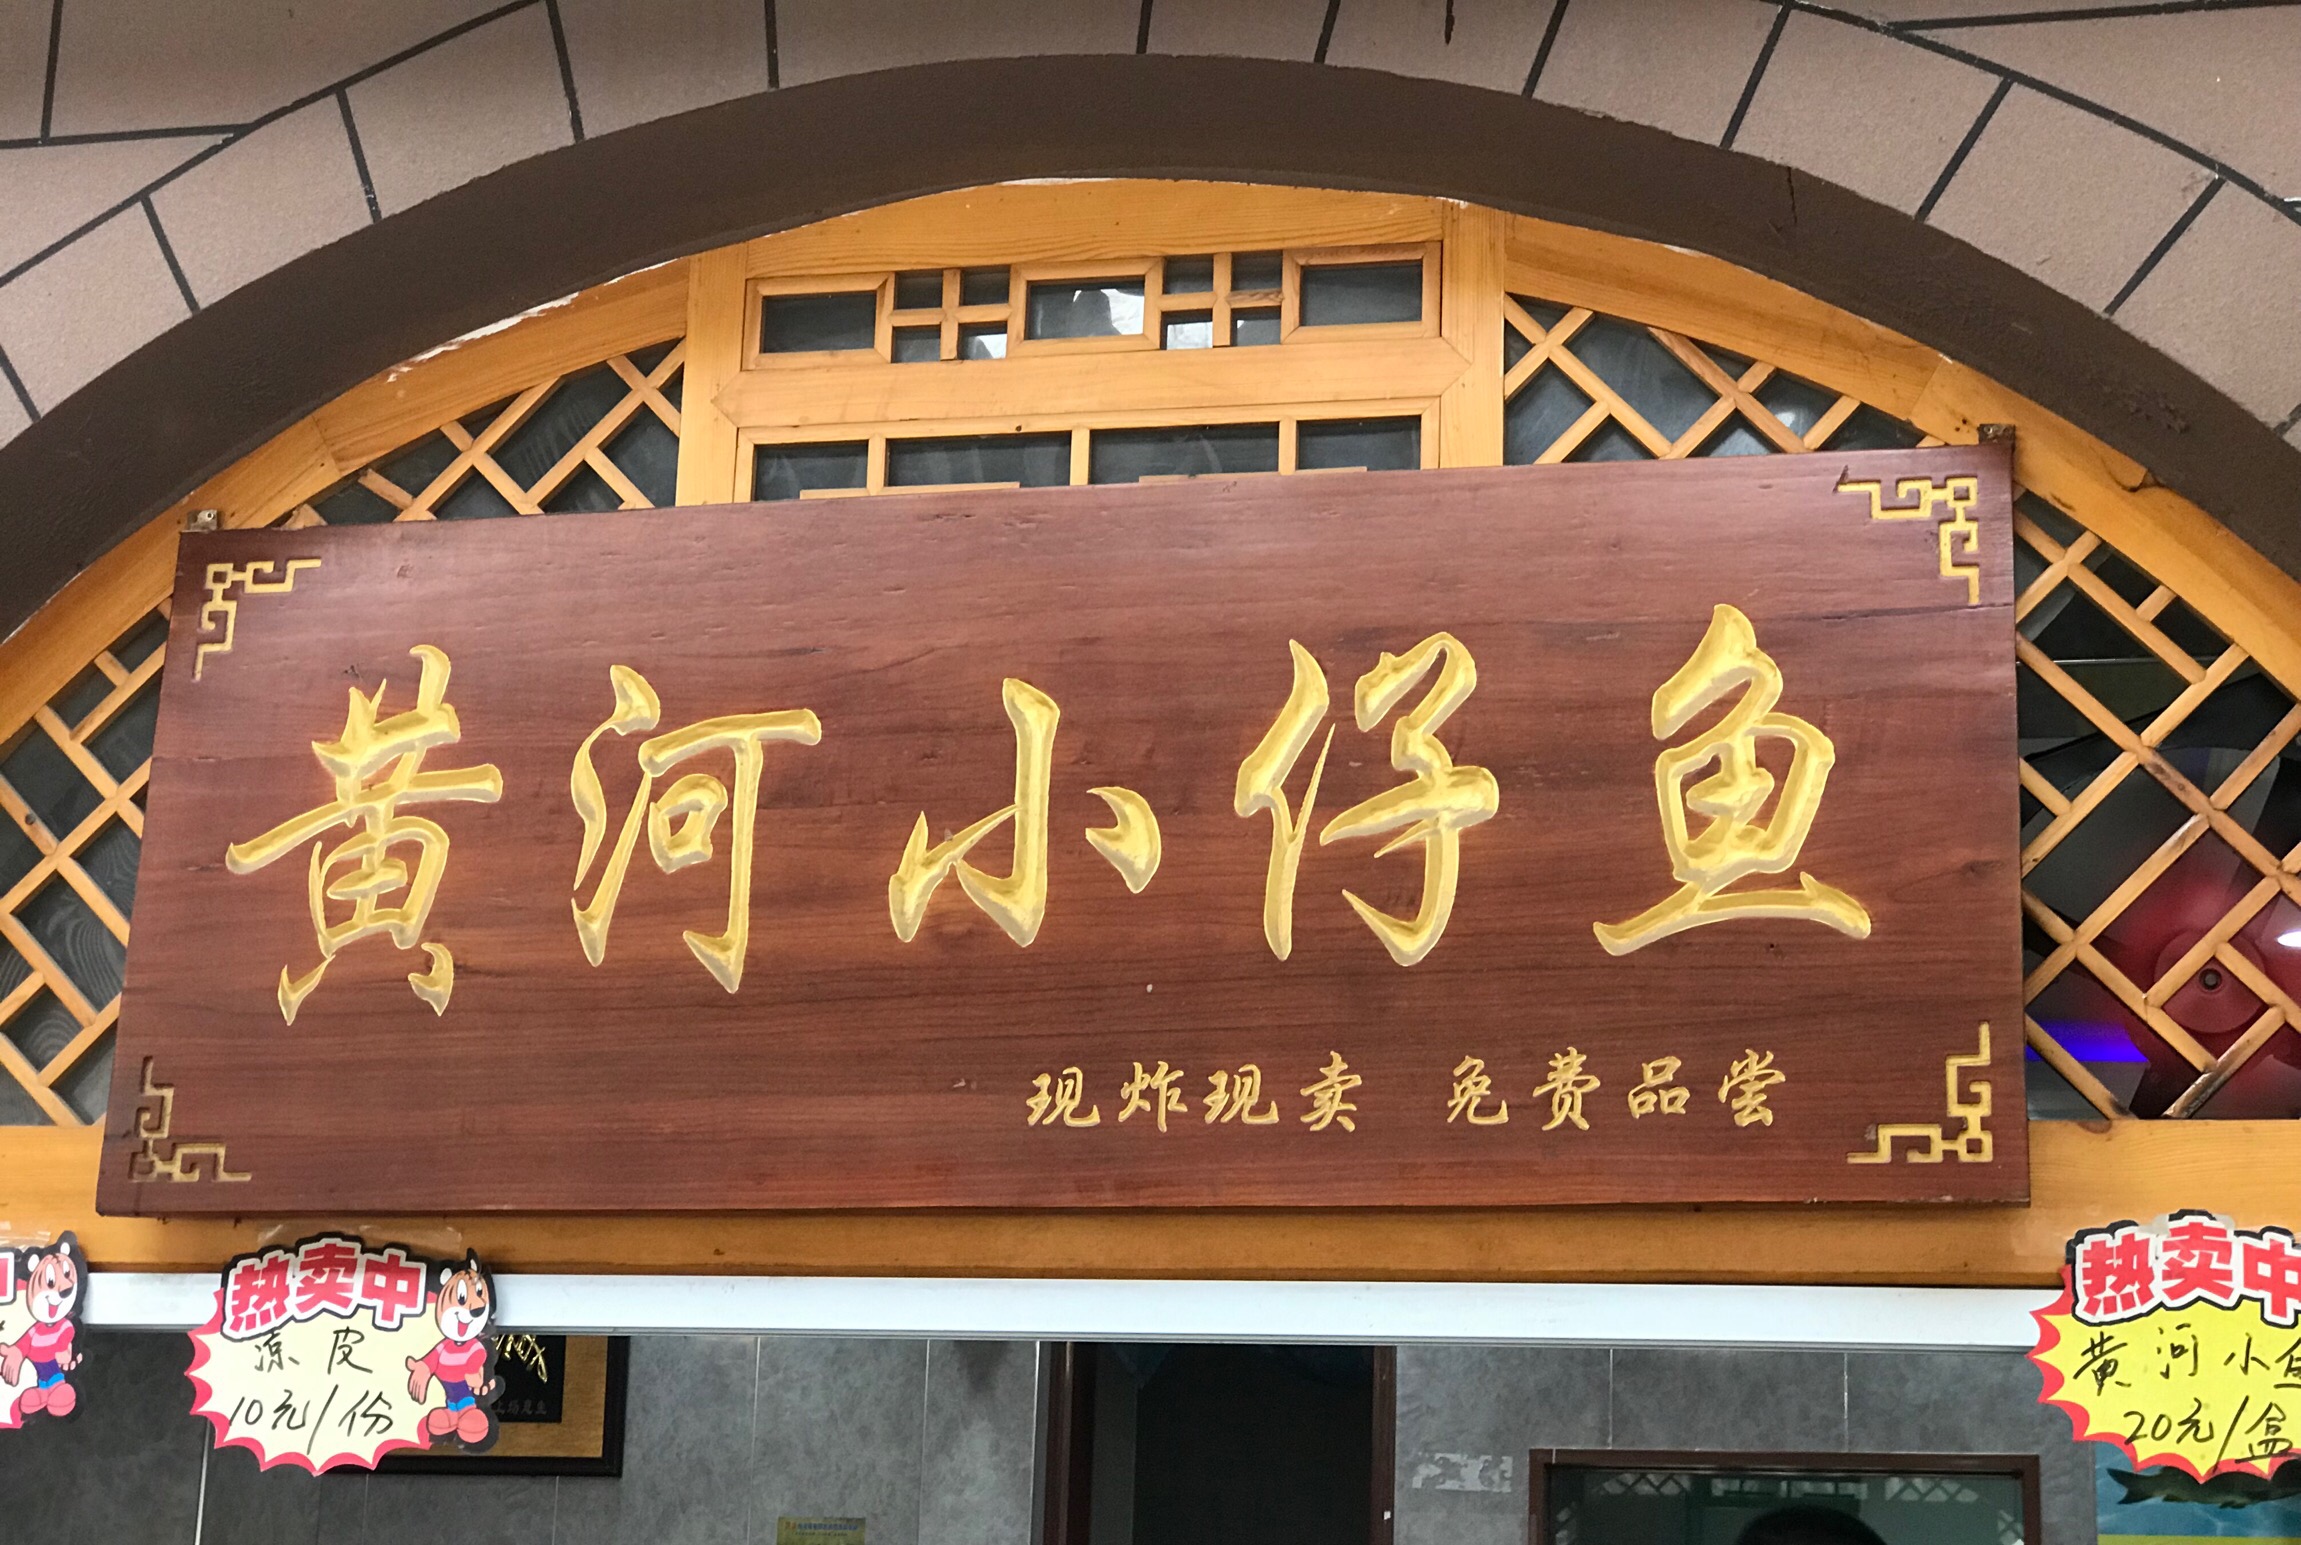 黄河小仔鱼
现炸现卖 免费品尝
热卖中
凉皮
10元/份
热卖中
黄河小鱼
20元/盒